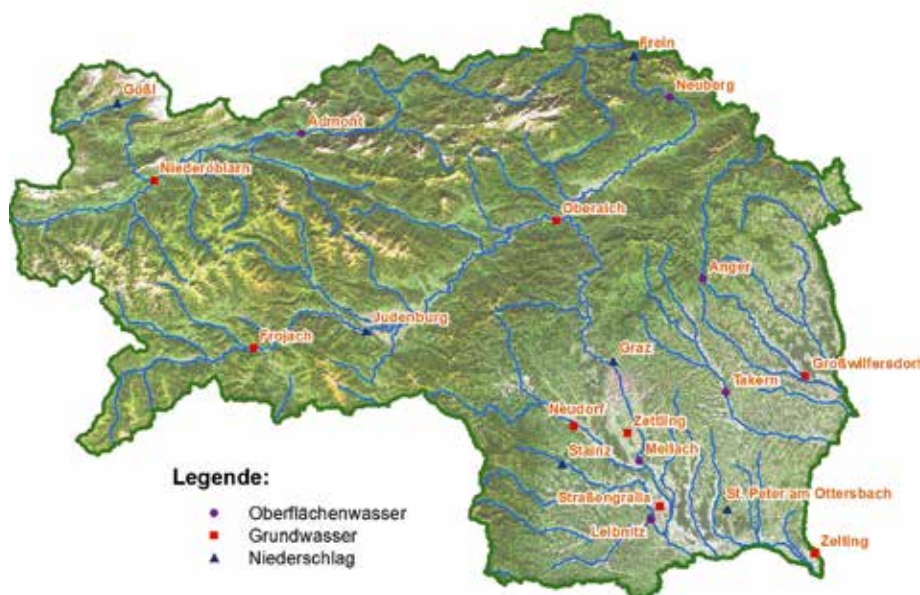 Frein
Gößl
Neuberg
Admont
Niederöblarn
Oberaich
Anger
Judenburg
Frojach
Graz
Großwilfersdorf
Takern
Neudorf
Zettling
Stainz
Mellach
Straßengralla
St. Peter am Ottersbach
Leibnitz
Zelting
Legende:
Oberflächenwasser
Grundwasser
Niederschlag